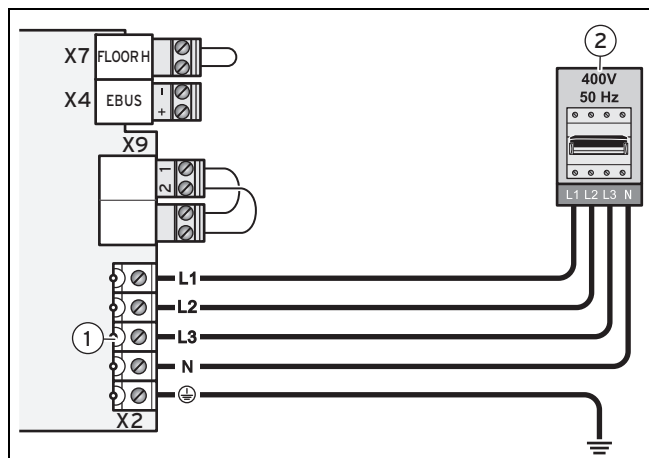 X7 FLOOR H
X4 EBUS - +
X9
1
2
2
400V
50 Hz
L1 L2 L3 N
L1
L2
L3
1
N
X2